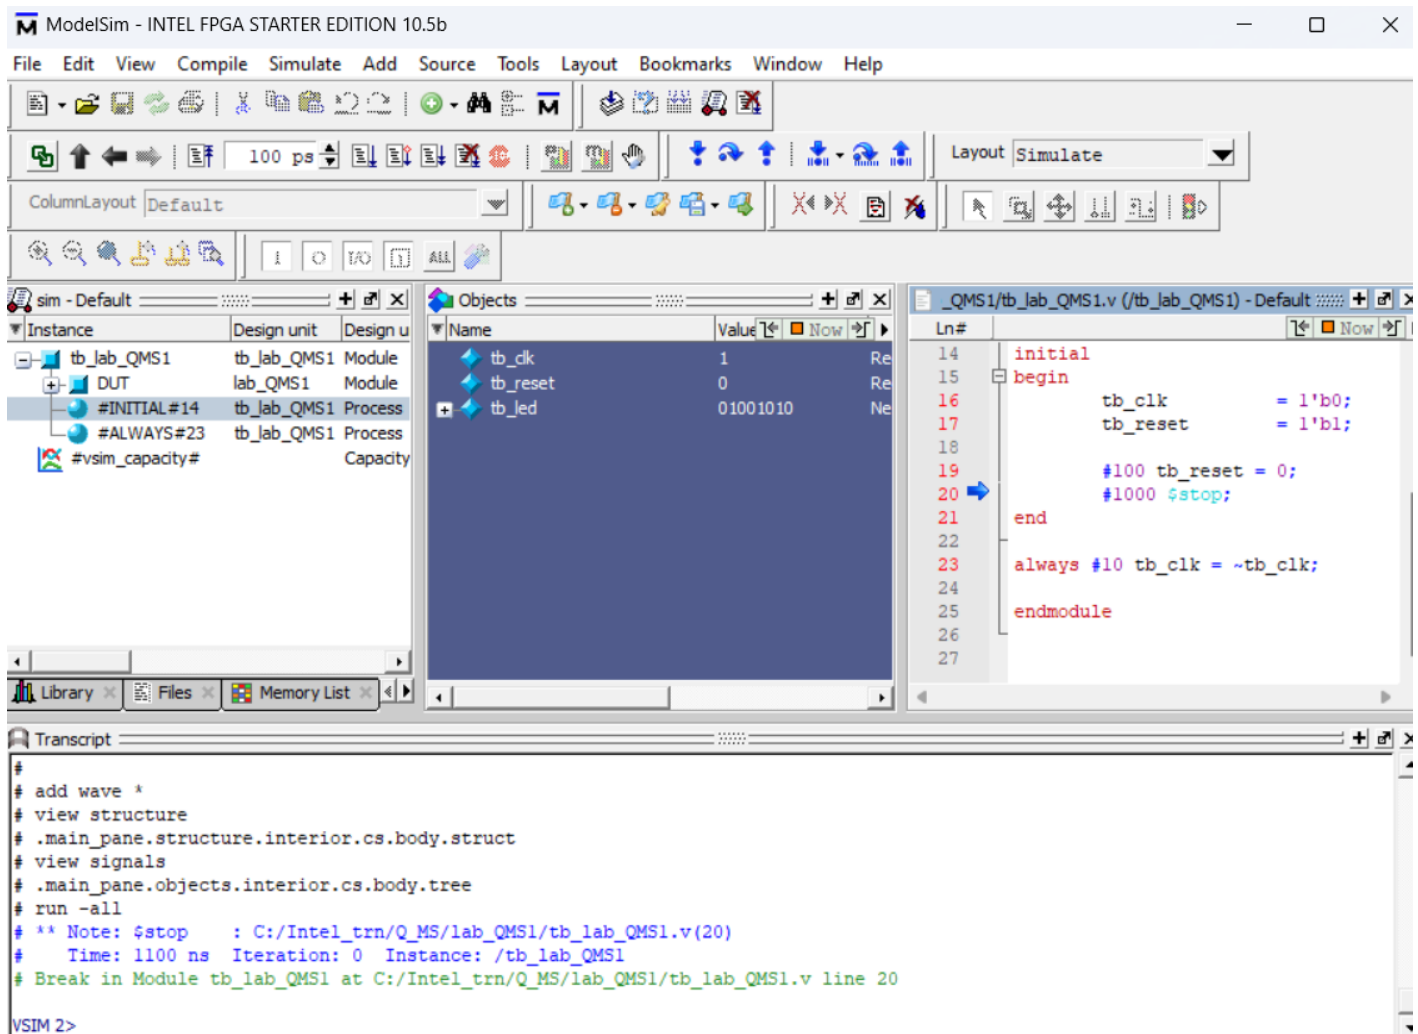 ModelSim - INTEL FPGA STARTER EDITION 10.5b
File Edit View Compile Simulate Add Source Tools Layout Bookmarks Window Help
100 ps
Layout Simulate
ColumnLayout Default
ALL
sim - Default
Instance Design unit Design u
tb_lab_QMS1 tb_lab_QMS1 Module
DUT lab_QMS1 Module
#INITIAL#14 tb_lab_QMS1 Process
#ALWAYS#23 tb_lab_QMS1 Process
#vsim_capacity# Capacity
Library Files Memory List
Objects
Name Value Now
tb_clk 1 Re
tb_reset 0 Re
tb_led 01001010 Ne
_QMS1/tb_lab_QMS1.v (/tb_lab_QMS1) - Default
Ln# Now
14 initial
15 begin
16 tb_clk = 1'b0;
17 tb_reset = 1'b1;
18
19 #100 tb_reset = 0;
20 #1000 $stop;
21 end
22
23 always #10 tb_clk = ~tb_clk;
24
25 endmodule
26
27
Transcript
#
# add wave *
# view structure
# .main_pane.structure.interior.cs.body.struct
# view signals
# .main_pane.objects.interior.cs.body.tree
# run -all
# ** Note: $stop : C:/Intel_trn/Q_MS/lab_QMS1/tb_lab_QMS1.v(20)
# Time: 1100 ns Iteration: 0 Instance: /tb_lab_QMS1
# Break in Module tb_lab_QMS1 at C:/Intel_trn/Q_MS/lab_QMS1/tb_lab_QMS1.v line 20
VSIM 2>